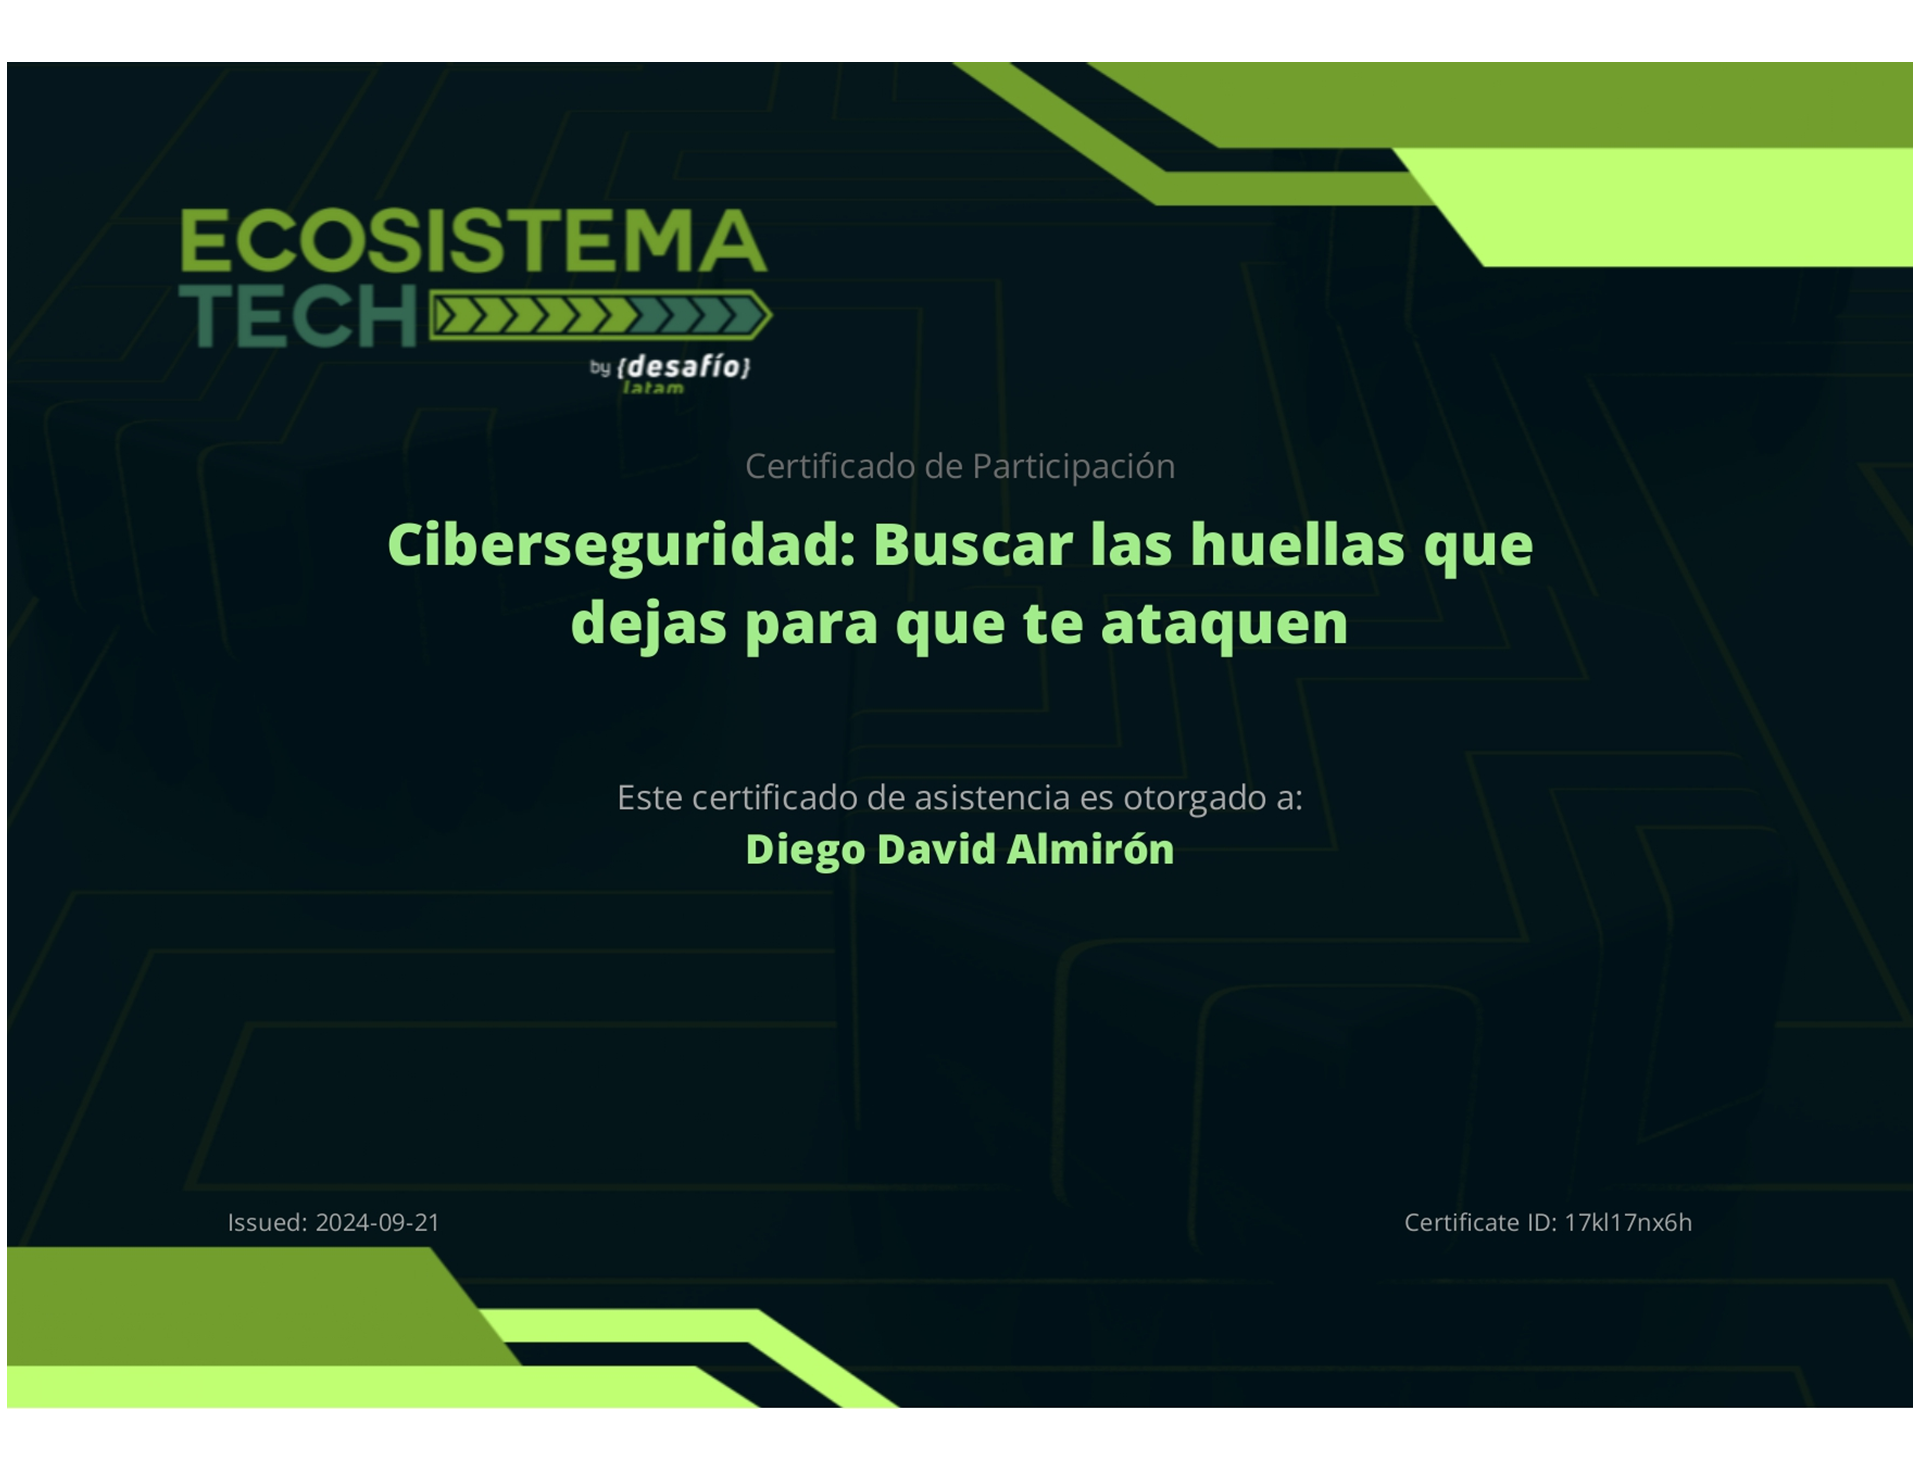 ECOSISTEMA
TECH
by {desafío}
latam
Certificado de Participación
Ciberseguridad: Buscar las huellas que
dejas para que te ataquen
Este certificado de asistencia es otorgado a:
Diego David Almirón
Issued: 2024-09-21
Certificate ID: 17kl17nx6h